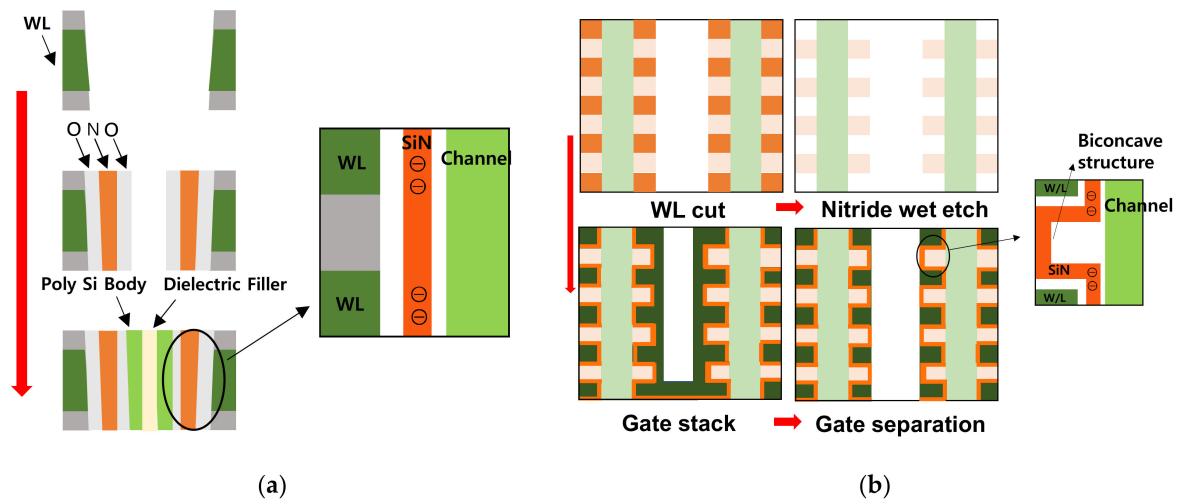 WL
O N O
Poly Si Body
Dielectric Filler
WL
SiN
Channel
WL
(a)
(b)
WL cut
Nitride wet etch
Gate stack
Gate separation
Biconcave
structure
W/L
Channel
SiN
W/L